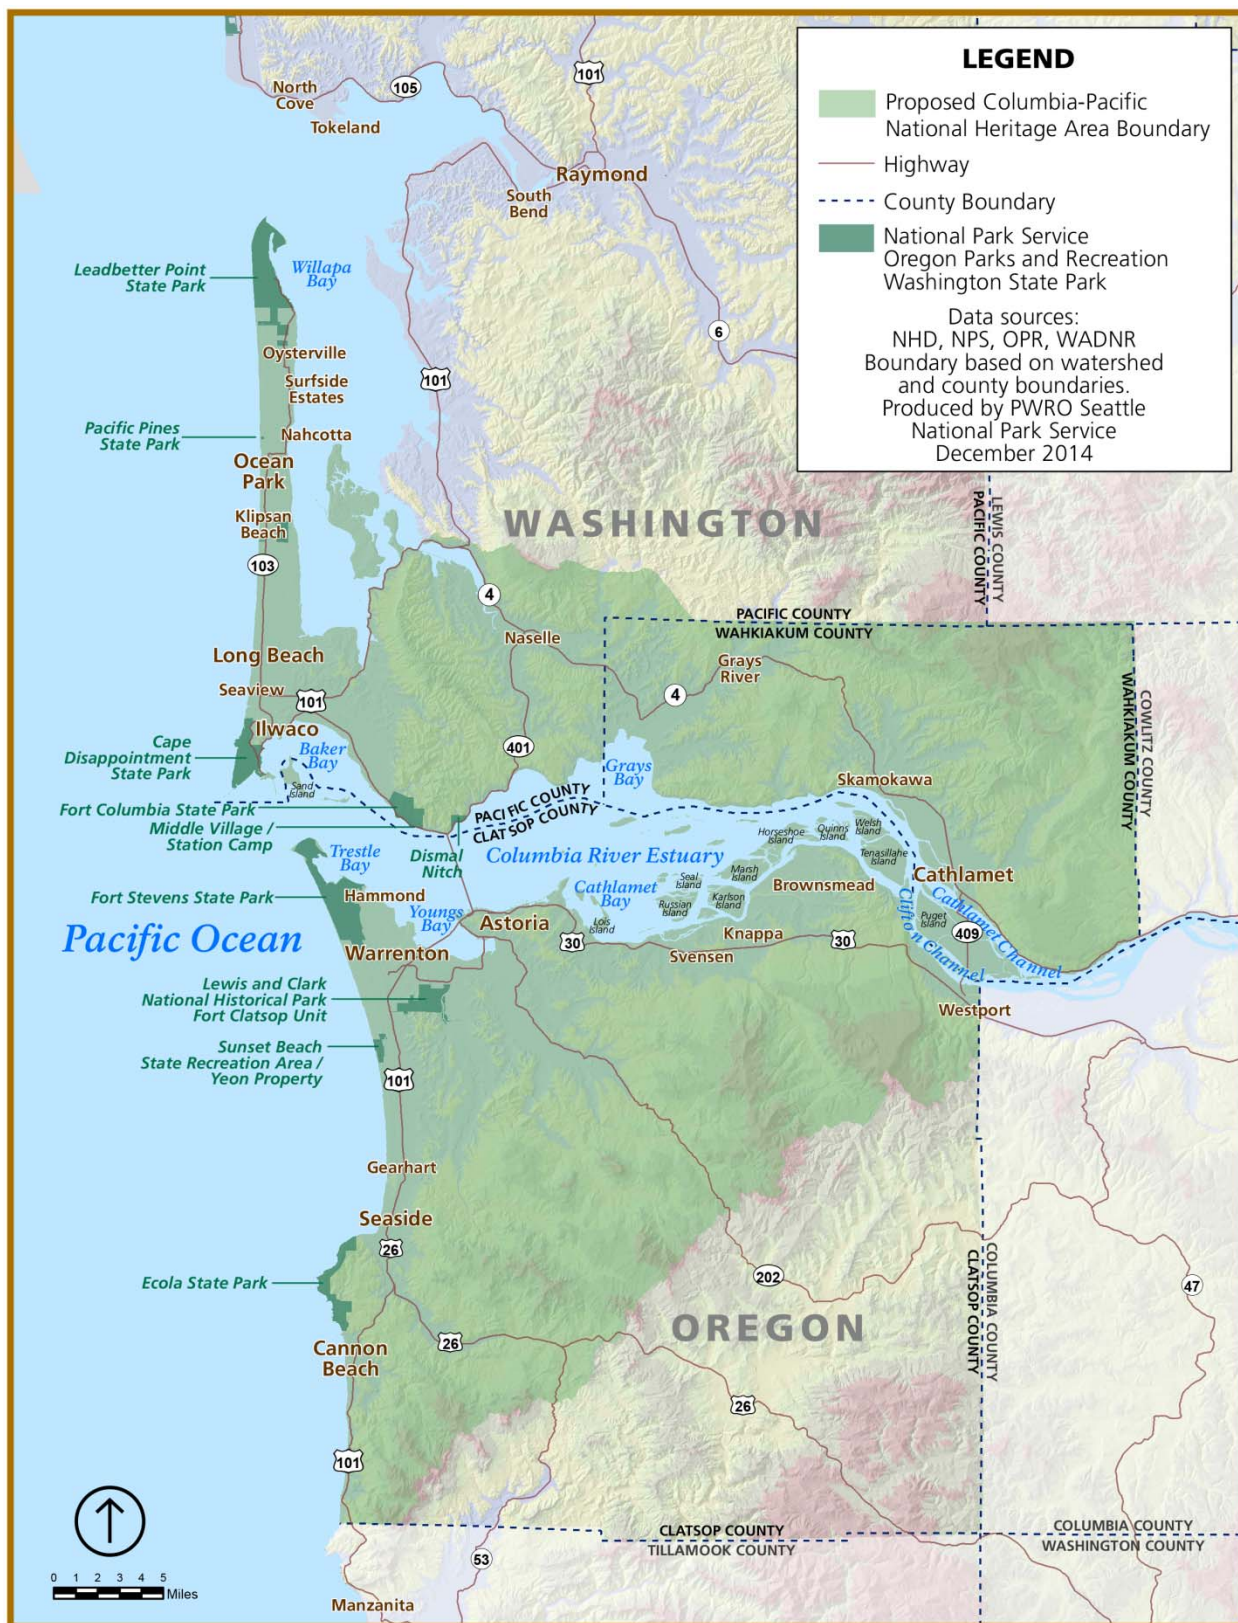 LEGEND
Proposed Columbia-Pacific
National Heritage Area Boundary
Highway
County Boundary
National Park Service
Oregon Parks and Recreation
Washington State Park
Data sources:
NHD, NPS, OPR, WADNR
Boundary based on watershed
and county boundaries.
Produced by PWRO Seattle
National Park Service
December 2014
North
Cove
105
101
Tokeland
Raymond
South
Bend
Leadbetter Point
State Park
Willapa
Bay
6
Oysterville
101
Surfside
Estates
Pacific Pines
State Park
Nahcotta
Ocean
Park
Klipsan
Beach
WASHINGTON
PACIFIC COUNTY
LEWIS COUNTY
103
4
Naselle
PACIFIC COUNTY
WAHKIAKUM COUNTY
Long Beach
Grays
River
Seaview
101
4
WAHKIAKUM COUNTY
COWLITZ COUNTY
Ilwaco
Cape
Disappointment
State Park
Baker
Bay
Sand
Island
401
Grays
Bay
Skamokawa
Fort Columbia State Park
Middle Village /
Station Camp
PACIFIC COUNTY
CLATSOP COUNTY
Trestle
Bay
Dismal
Nitch
Columbia River Estuary
Horseshoe
Island
Quinns
Island
Welsh
Island
Tenasillahe
Island
Marsh
Island
Seal
Island
Fort Stevens State Park
Hammond
Cathlamet
Bay
Russian
Island
Karlson
Island
Brownsmead
Cathlamet
Youngs
Bay
Astoria
Lois
Island
Puget
Island
Clifton Channel
Cathlamet Channel
Pacific Ocean
Warrenton
30
Svensen
Knappa
30
409
Lewis and Clark
National Historical Park
Fort Clatsop Unit
Westport
Sunset Beach
State Recreation Area /
Yeon Property
101
Gearhart
Seaside
26
Ecola State Park
202
CLATSOP COUNTY
COLUMBIA COUNTY
47
OREGON
Cannon
Beach
26
26
101
CLATSOP COUNTY
TILLAMOOK COUNTY
COLUMBIA COUNTY
WASHINGTON COUNTY
53
0 1 2 3 4 5
Miles
Manzanita